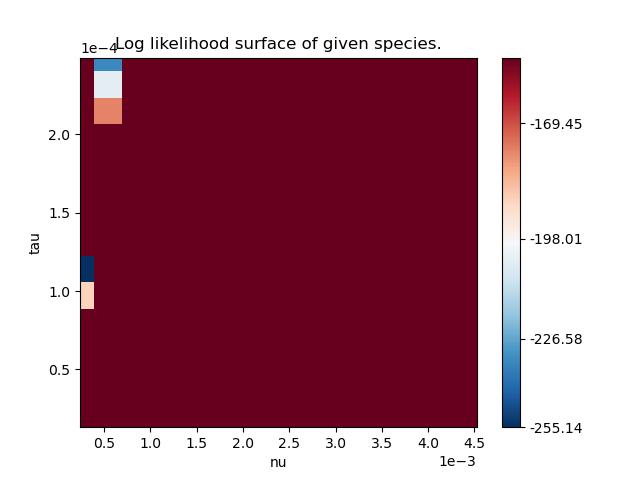 Log likelihood surface of given species.
1e−4
2.0
1.5
1.0
0.5
tau
0.5 1.0 1.5 2.0 2.5 3.0 3.5 4.0 4.5
1e−3
nu
-169.45
-198.01
-226.58
-255.14